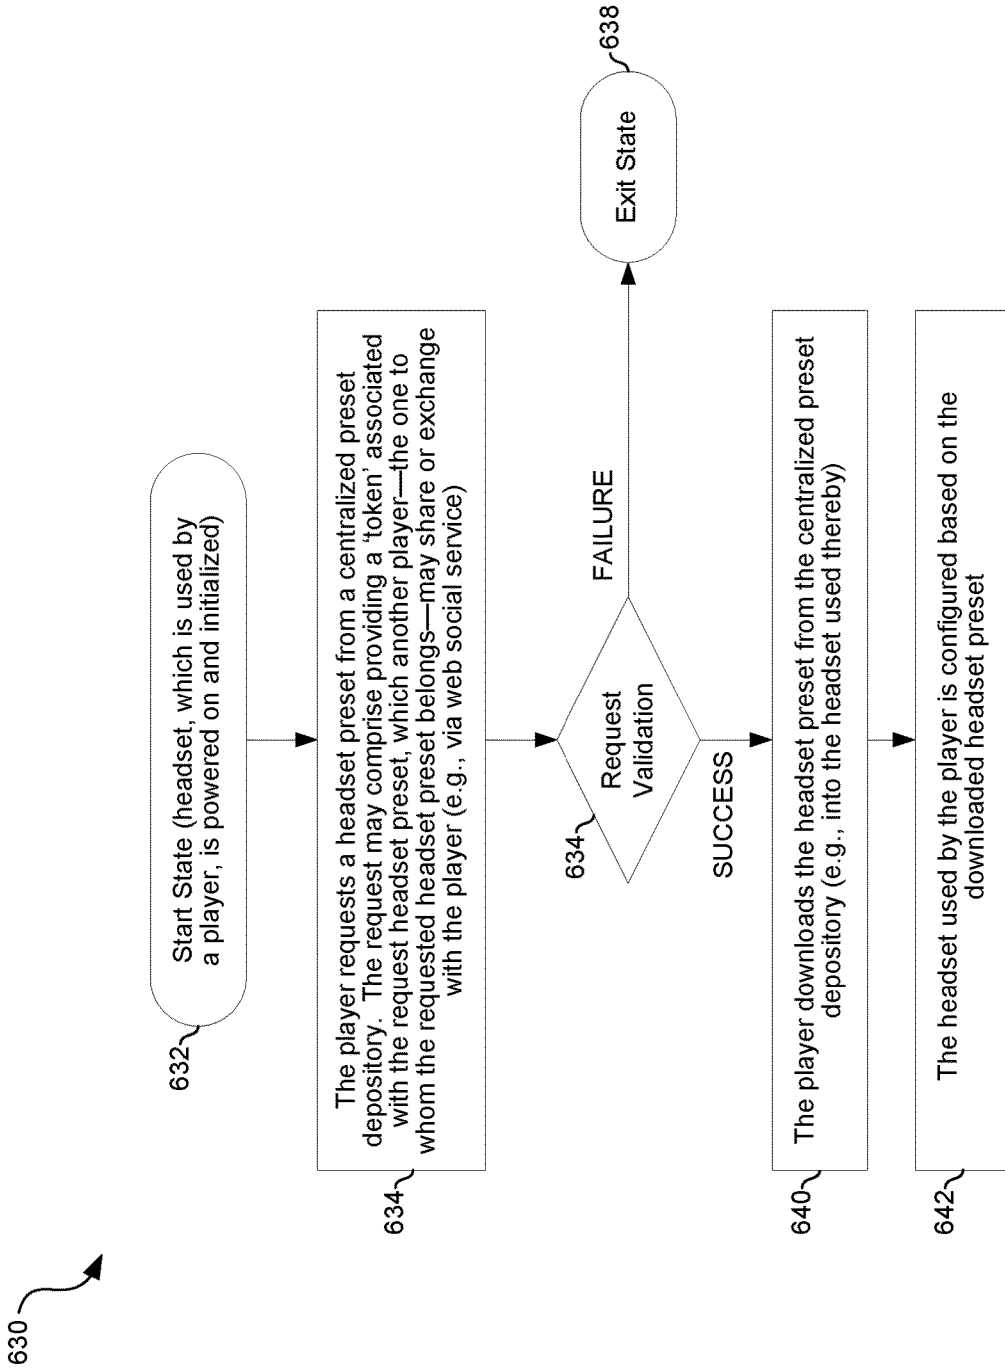 630
632
Start State (headset, which is used by
a player, is powered on and initialized)
634
The player requests a headset preset from a centralized preset
depository. The request may comprise providing a ‘token’ associated
with the request headset preset, which another player—the one to
whom the requested headset preset belongs—may share or exchange
with the player (e.g., via web social service)
634
Request
Validation
FAILURE
Exit State
638
SUCCESS
640
The player downloads the headset preset from the centralized preset
depository (e.g., into the headset used thereby)
642
The headset used by the player is configured based on the
downloaded headset preset